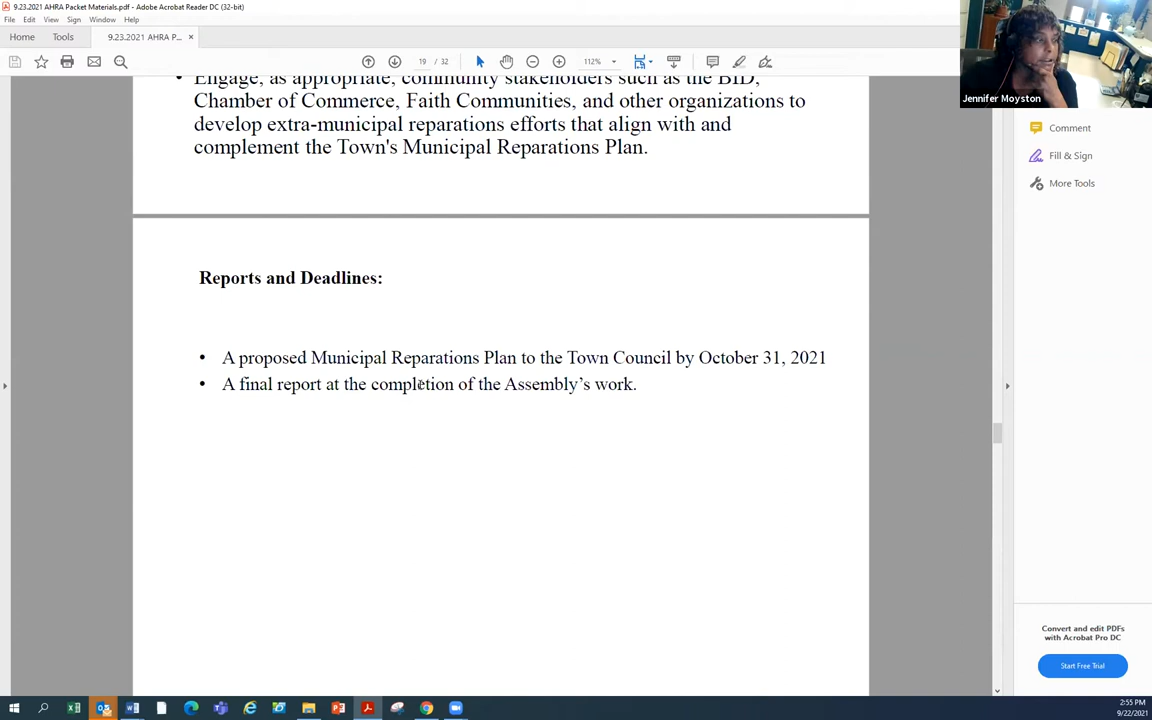 9.23.2021 AHRA Packet Materials.pdf - Adobe Acrobat Reader DC (32-bit)
File Edit View Sign Window Help
Home Tools 9.23.2021 AHRA P... ×
19 / 32 112%
Jennifer Moyston
Comment
Fill & Sign
More Tools
• Engage, as appropriate, community stakeholders such as the BID,
Chamber of Commerce, Faith Communities, and other organizations to
develop extra-municipal reparations efforts that align with and
complement the Town's Municipal Reparations Plan.
Reports and Deadlines:
• A proposed Municipal Reparations Plan to the Town Council by October 31, 2021
• A final report at the completion of the Assembly’s work.
Convert and edit PDFs
with Acrobat Pro DC
Start Free Trial
2:55 PM
9/22/2021